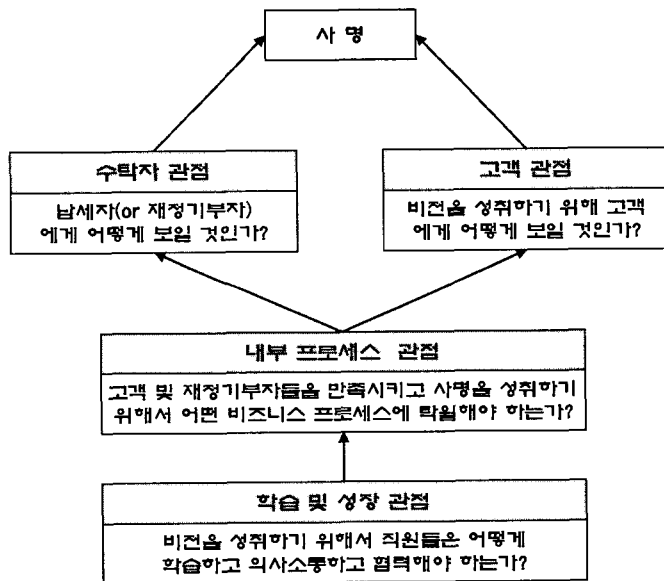 사 명
수탁자 관점
납세자(or 재정기부자)
에게 어떻게 보일 것인가?
고객 관점
비전을 성취하기 위해 고객
에게 어떻게 보일 것인가?
내부 프로세스 관점
고객 및 재정기부자들을 만족시키고 사명을 성취하기
위해서 어떤 비즈니스 프로세스에 탁월해야 하는가?
학습 및 성장 관점
비전을 성취하기 위해서 직원들은 어떻게
학습하고 의사소통하고 협력해야 하는가?